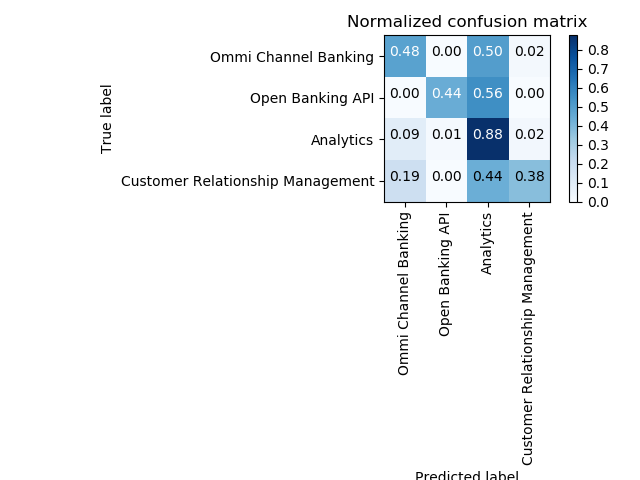 Normalized confusion matrix
True label
Ommi Channel Banking 0.48 0.00 0.50 0.02
Open Banking API 0.00 0.44 0.56 0.00
Analytics 0.09 0.01 0.88 0.02
Customer Relationship Management 0.19 0.00 0.44 0.38
0.8
0.7
0.6
0.5
0.4
0.3
0.2
0.1
0.0
Ommi Channel Banking
Open Banking API
Analytics
Customer Relationship Management
Predicted label